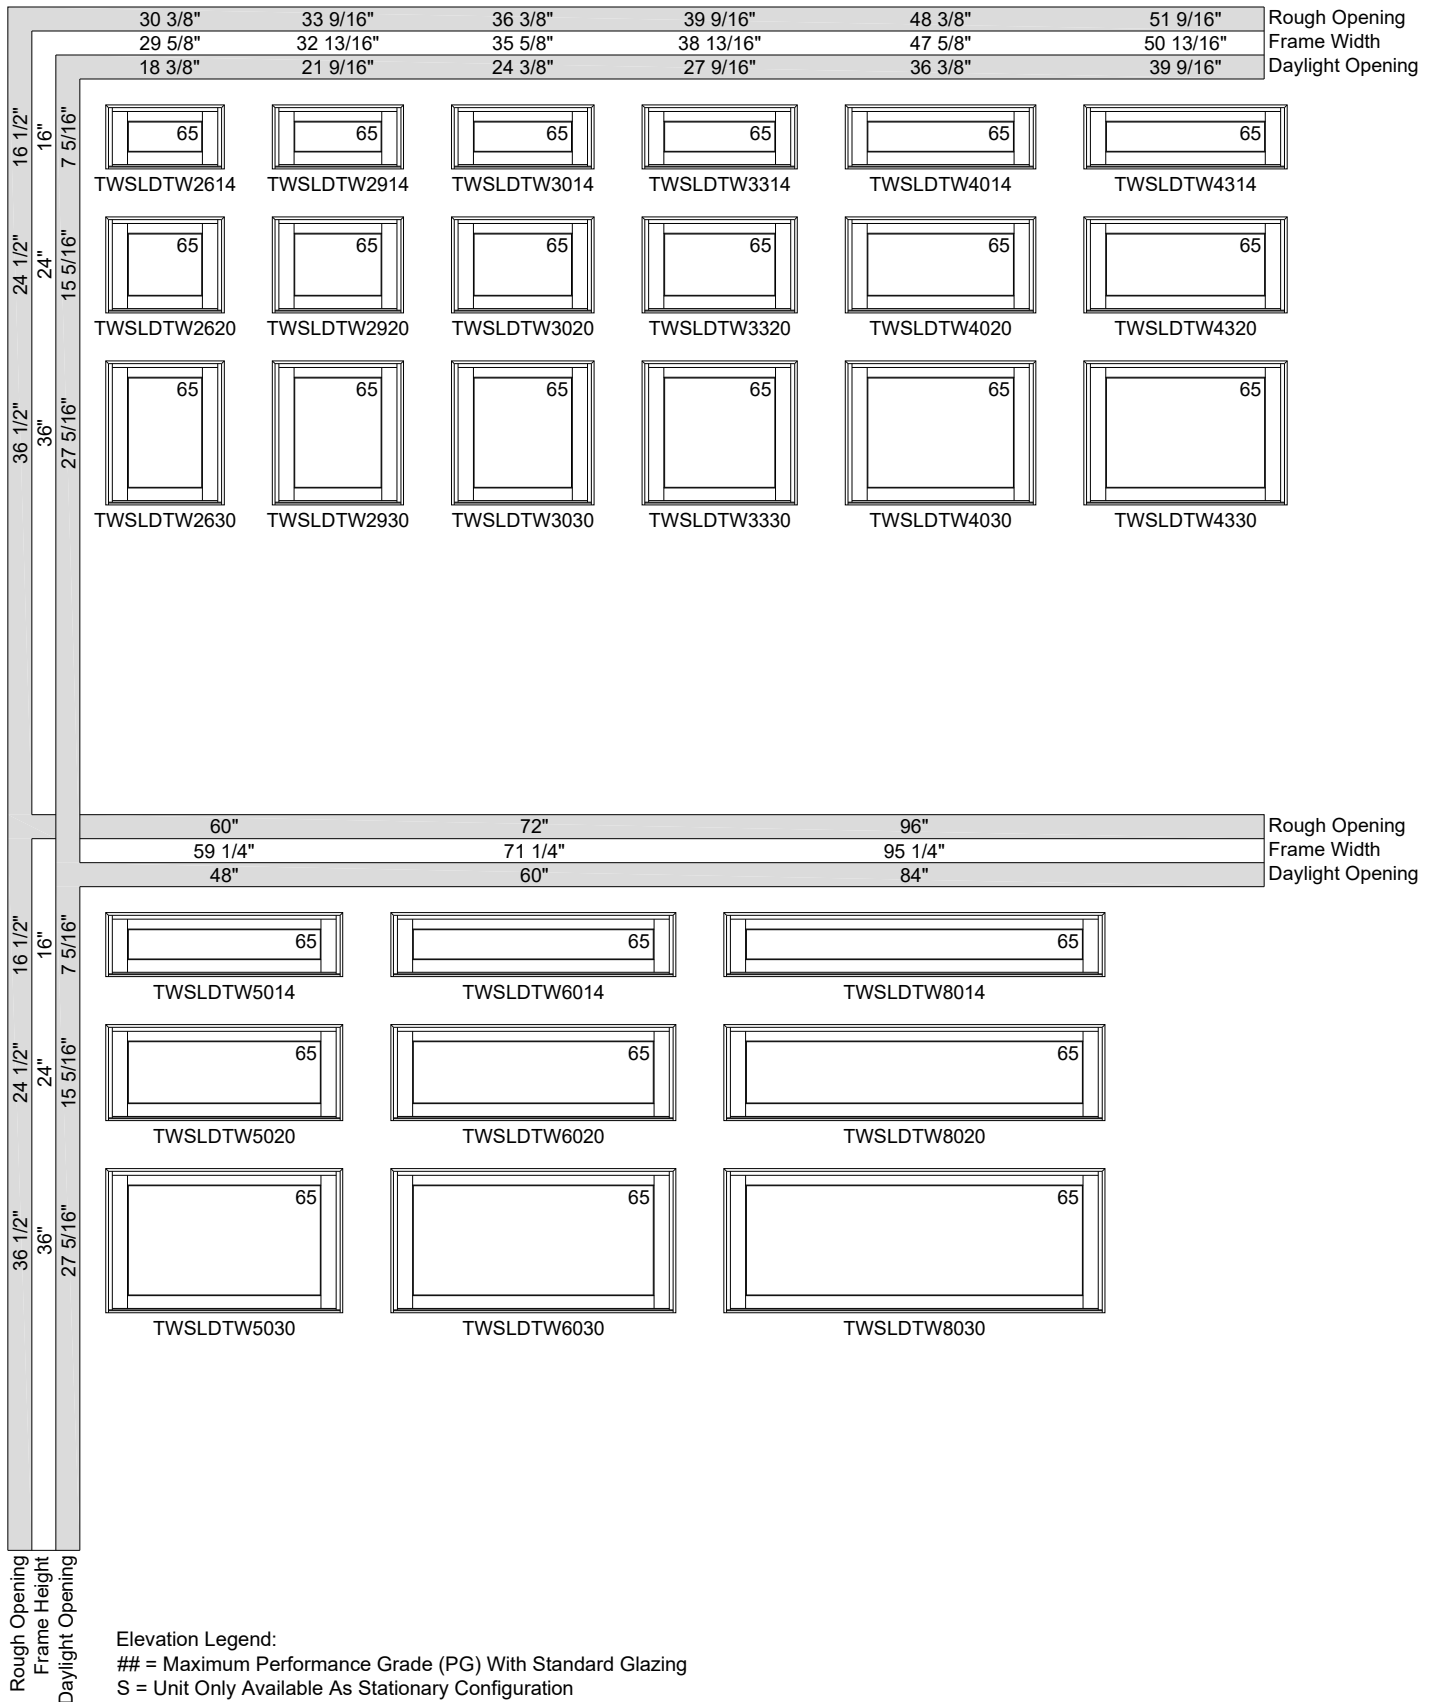 30 3/8" 33 9/16" 36 3/8" 39 9/16" 48 3/8" 51 9/16" Rough Opening
29 5/8" 32 13/16" 35 5/8" 38 13/16" 47 5/8" 50 13/16" Frame Width
18 3/8" 21 9/16" 24 3/8" 27 9/16" 36 3/8" 39 9/16" Daylight Opening
16 1/2" 16" 7 5/16"
65 65 65 65 65 65
TWSLDTW2614 TWSLDTW2914 TWSLDTW3014 TWSLDTW3314 TWSLDTW4014 TWSLDTW4314
24 1/2" 24" 15 5/16"
65 65 65 65 65 65
TWSLDTW2620 TWSLDTW2920 TWSLDTW3020 TWSLDTW3320 TWSLDTW4020 TWSLDTW4320
36 1/2" 36" 27 5/16"
65 65 65 65 65 65
TWSLDTW2630 TWSLDTW2930 TWSLDTW3030 TWSLDTW3330 TWSLDTW4030 TWSLDTW4330
60" 72" 96" Rough Opening
59 1/4" 71 1/4" 95 1/4" Frame Width
48" 60" 84" Daylight Opening
16 1/2" 16" 7 5/16"
65 65 65
TWSLDTW5014 TWSLDTW6014 TWSLDTW8014
24 1/2" 24" 15 5/16"
65 65 65
TWSLDTW5020 TWSLDTW6020 TWSLDTW8020
36 1/2" 36" 27 5/16"
65 65 65
TWSLDTW5030 TWSLDTW6030 TWSLDTW8030
Rough Opening
Frame Height
Daylight Opening
Elevation Legend:
## = Maximum Performance Grade (PG) With Standard Glazing
S = Unit Only Available As Stationary Configuration